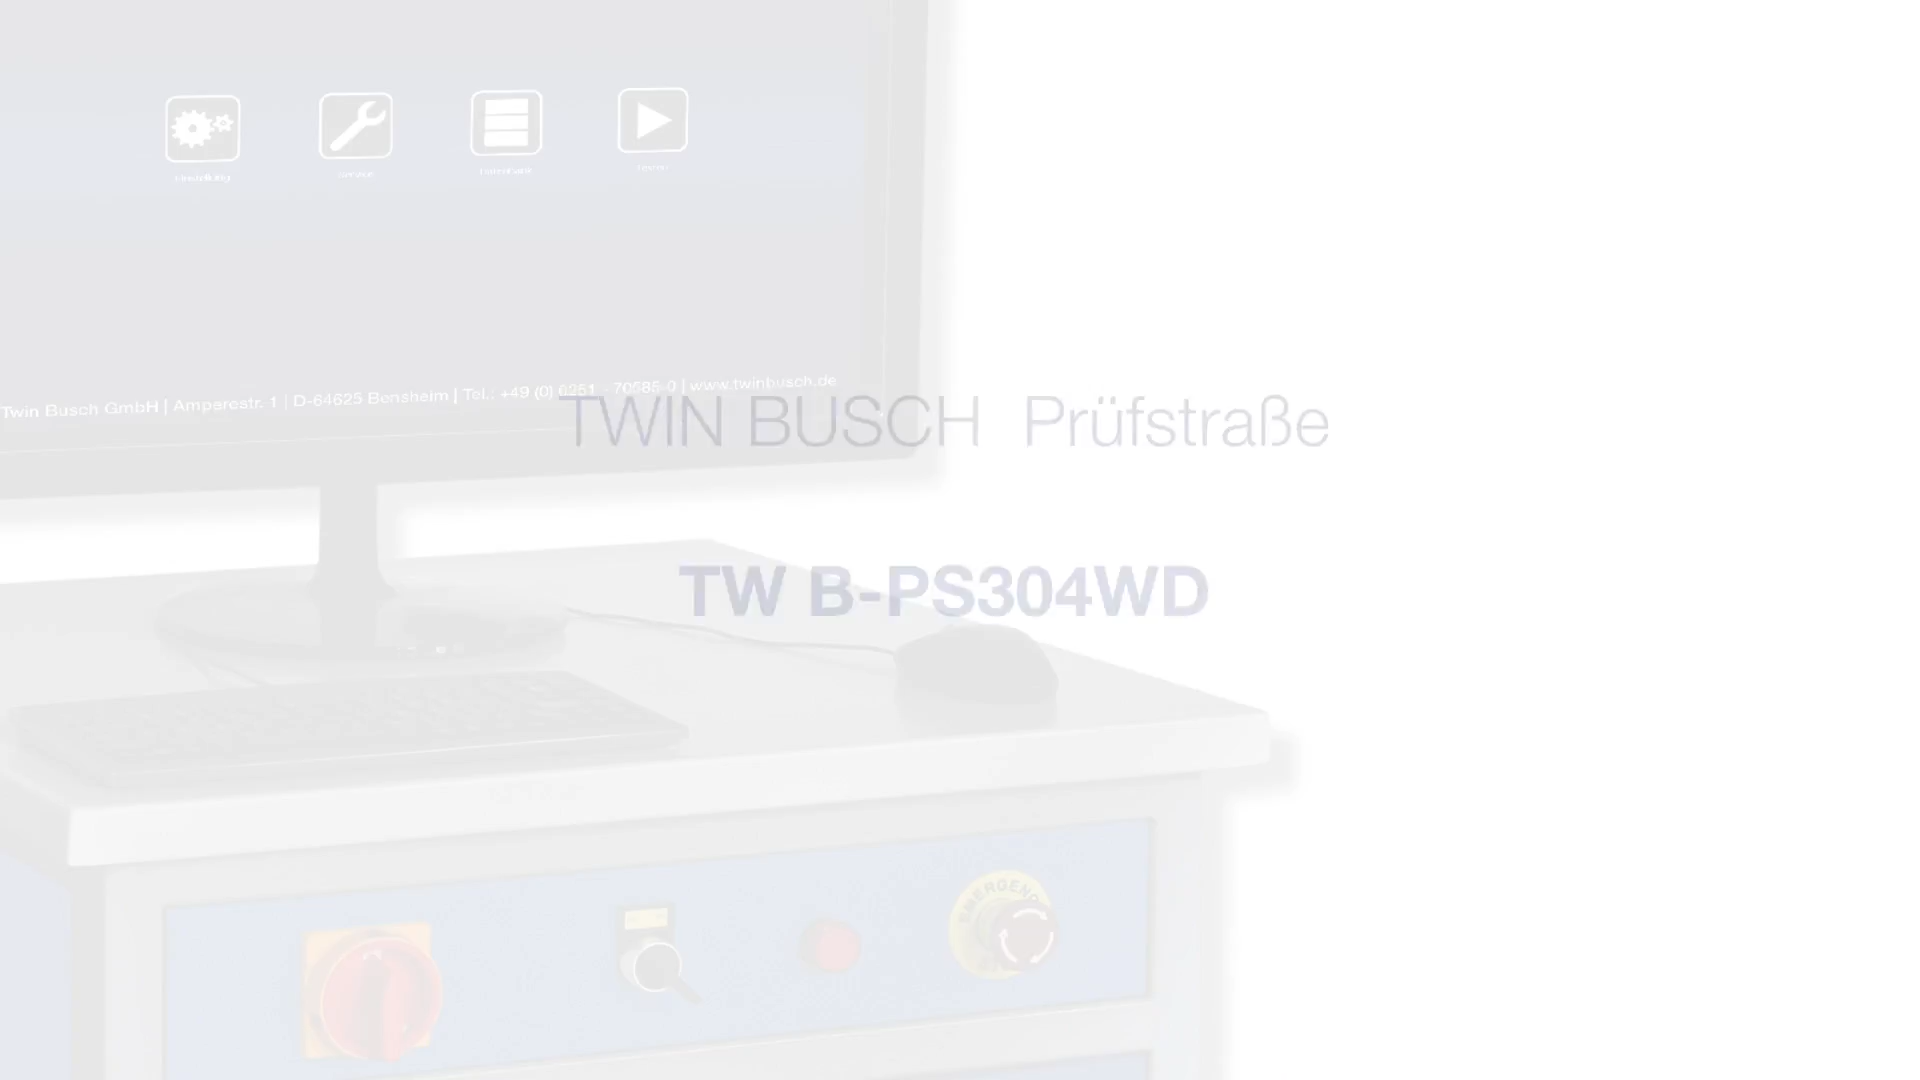 Twin Busch GmbH | Amperestr. 1 | D-64625 Bensheim | Tel.: +49 (0) 6251 - 70585-0 | www.twinbusch.de
TWIN BUSCH Prüfstraße
TW B-PS304WD